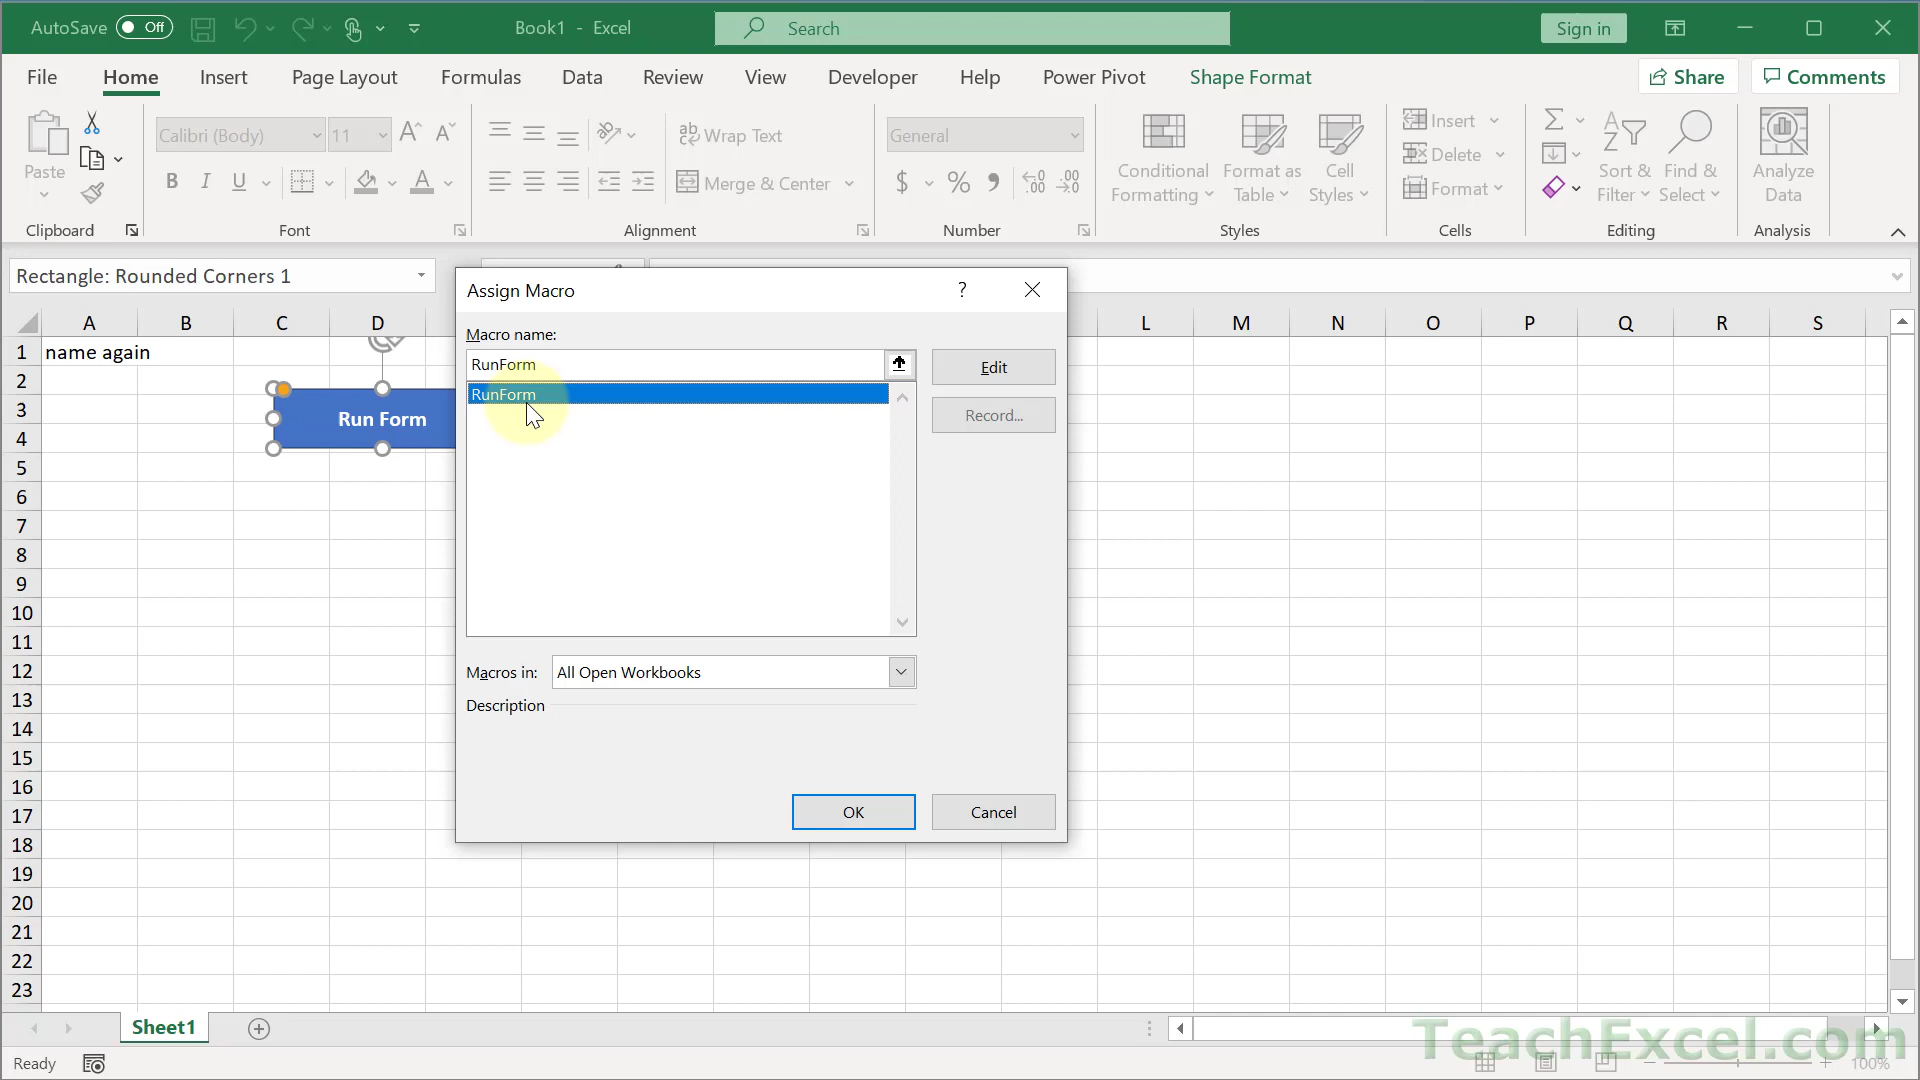 AutoSave Off Book1 - Excel Search Sign in
File Home Insert Page Layout Formulas Data Review View Developer Help Power Pivot Shape Format Share Comments
Paste
Clipboard
Calibri (Body) 11
B I U
Font
ab Wrap Text
Merge & Center
Alignment
General
$ % 9 .00 .00
Number
Conditional Formatting
Format as Table
Cell Styles
Styles
Insert
Delete
Format
Cells
Sort & Filter
Find & Select
Editing
Analyze Data
Analysis
Rectangle: Rounded Corners 1
A B C D L M N O P Q R S
1 name again
2
3
4
Run Form
5
6
7
8
9
10
11
12
13
14
15
16
17
18
19
20
21
22
23
Assign Macro ?
Macro name:
RunForm
RunForm
Edit
Record...
Macros in: All Open Workbooks
Description
OK Cancel
Sheet1
Ready
TeachExcel.com
100%